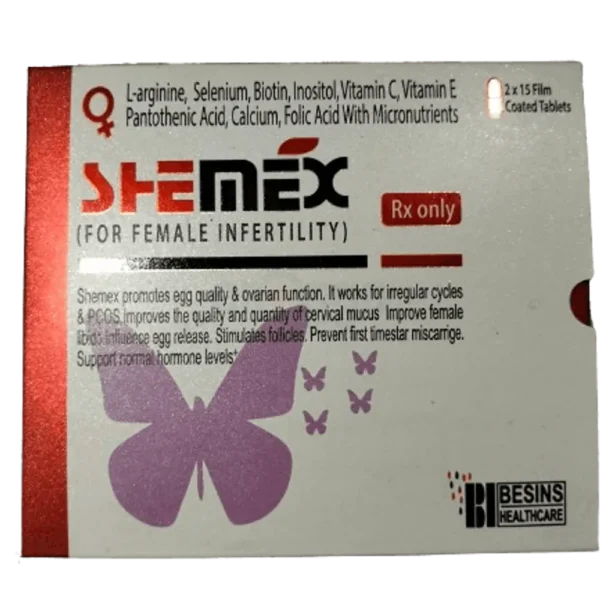 L-arginine, Selenium, Biotin, Inositol, Vitamin C, Vitamin E
Pantothenic Acid, Calcium, Folic Acid With Micronutrients
2 x 15 Film
Coated Tablets
SHEMEX
Rx only
(FOR FEMALE INFERTILITY)
Shemex promotes egg quality & ovarian function. It works for irregular cycles
& PCOS Improves the quality and quantity of cervical mucus Improve female
libido influence egg release. Stimulates follicles. Prevent first timestar miscarrige.
Support normal hormone levels*
BI BESINS
HEALTHCARE